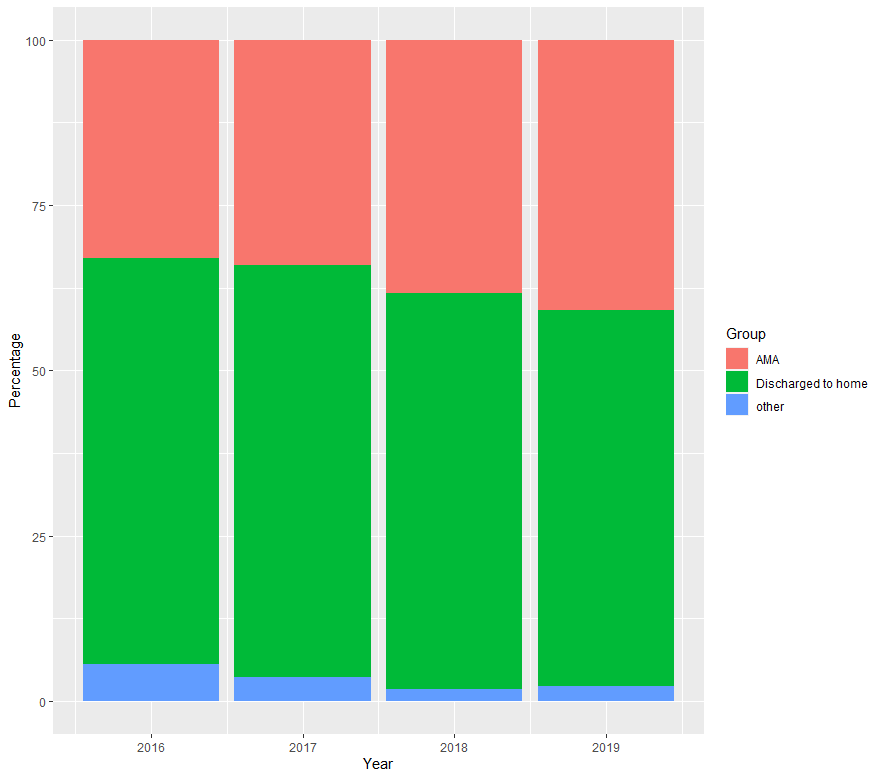 100
75
50
25
0
Percentage
2016 2017 2018 2019
Year
Group
AMA
Discharged to home
other